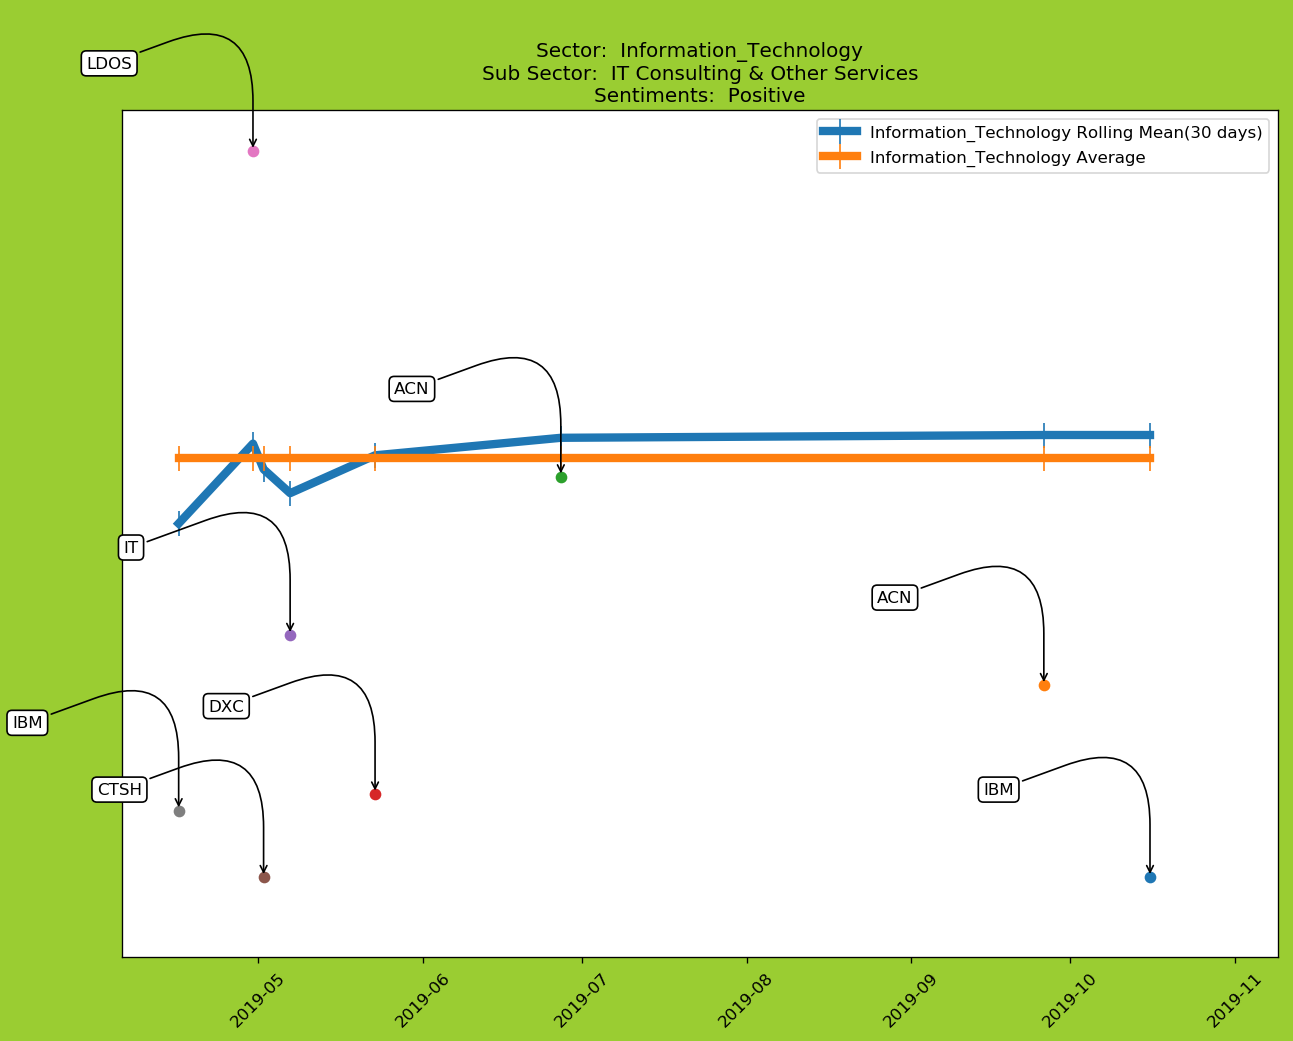 LDOS
Sector:  Information_Technology
Sub Sector:  IT Consulting & Other Services
Sentiments:  Positive
Information_Technology Rolling Mean(30 days)
Information_Technology Average
ACN
IT
ACN
DXC
IBM
CTSH
IBM
2019-05
2019-06
2019-07
2019-08
2019-09
2019-10
2019-11